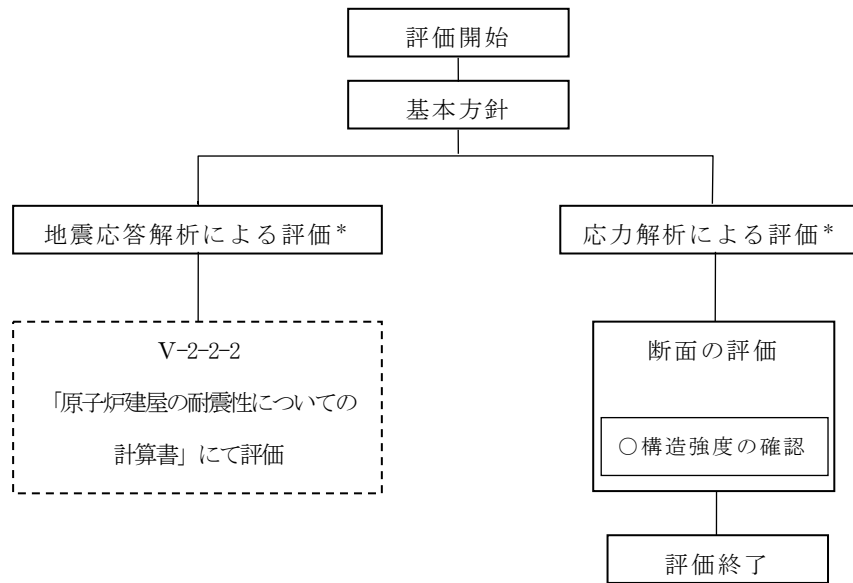 評価開始
基本方針
地震応答解析による評価*
応力解析による評価*
Ⅴ-2-2-2
「原子炉建屋の耐震性についての
計算書」にて評価
断面の評価
○構造強度の確認
評価終了